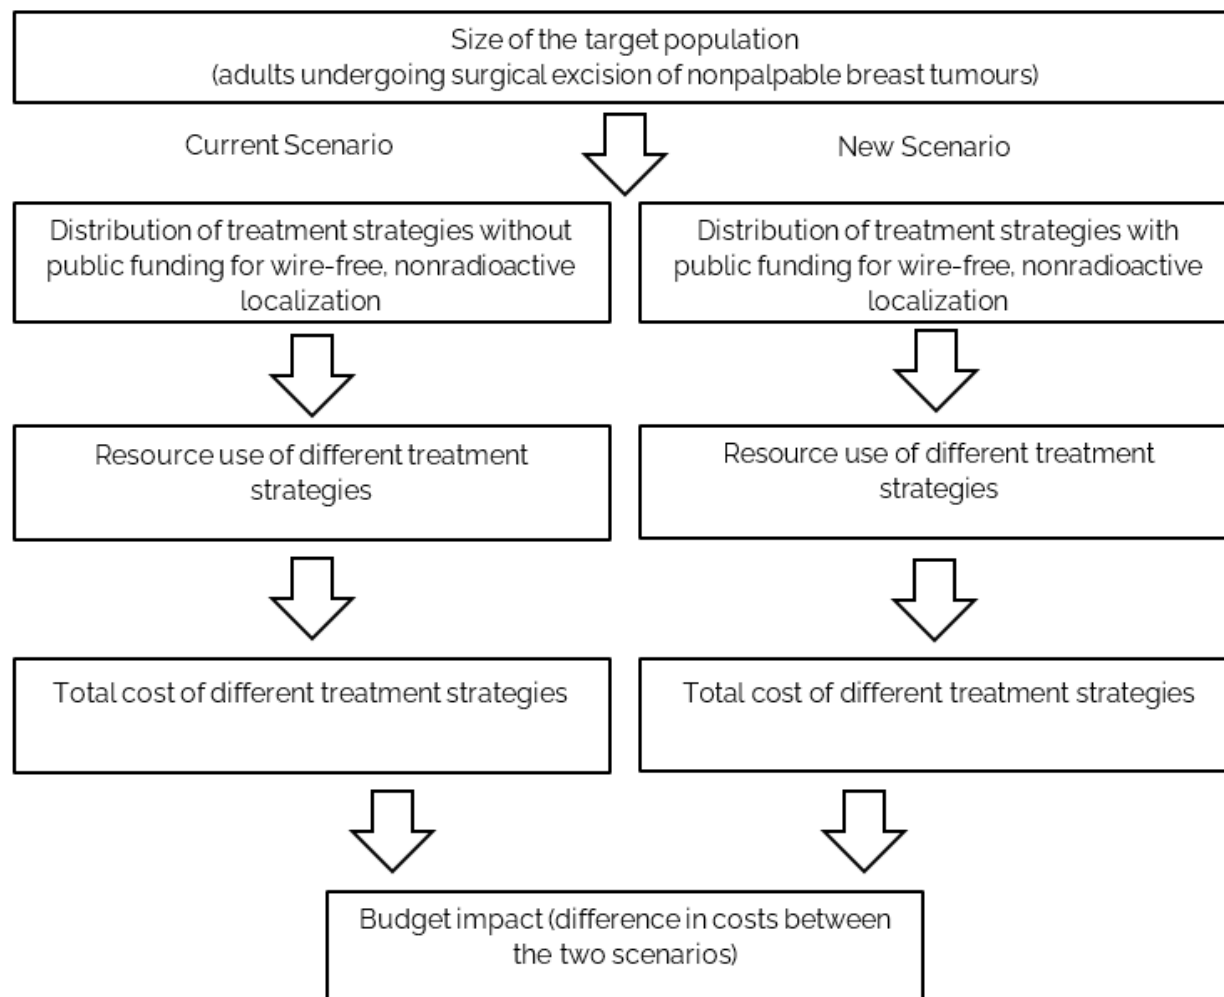 Size of the target population
(adults undergoing surgical excision of nonpalpable breast tumours)
Current Scenario
New Scenario
Distribution of treatment strategies without
public funding for wire-free, nonradioactive
localization
Distribution of treatment strategies with
public funding for wire-free, nonradioactive
localization
Resource use of different treatment
strategies
Resource use of different treatment
strategies
Total cost of different treatment strategies
Total cost of different treatment strategies
Budget impact (difference in costs between
the two scenarios)